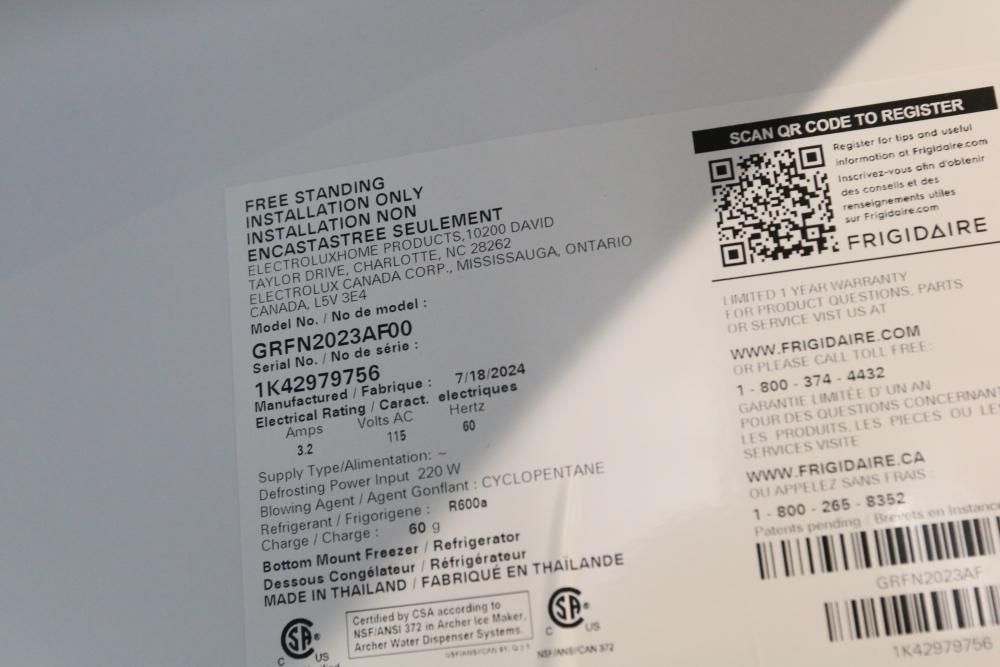 FREE STANDING
INSTALLATION ONLY
INSTALLATION NON
ENCASTASTREE SEULEMENT
ELECTROLUXHOME PRODUCTS,10200 DAVID
TAYLOR DRIVE, CHARLOTTE, NC 28262
ELECTROLUX CANADA CORP., MISSISSAUGA, ONTARIO
CANADA, L5V 3E4
Model No. / No de model :
GRFN2023AF00
Serial No. / No de série :
1K42979756
Manufactured / Fabrique : 7/18/2024
Electrical Rating / Caract. electriques
Amps Volts AC Hertz
3.2 115 60
Supply Type/Alimentation: ~
Defrosting Power Input 220 W
Blowing Agent / Agent Gonflant : CYCLOPENTANE
Refrigerant / Frigorigene : R600a
Charge / Charge : 60 g
Bottom Mount Freezer / Refrigerator
Dessous Congélateur / Réfrigérateur
MADE IN THAILAND / FABRIQUÉ EN THAÏLANDE
CSA®
C US
Certified by CSA according to
NSF/ANSI 372 in Archer Ice Maker,
Archer Water Dispenser Systems.
CSA®
C US
NSF/ANSI/CAN 372
SCAN QR CODE TO REGISTER
Register for tips and useful
information at Frigidaire.com
Inscrivez-vous afin d'obtenir
des conseils et des
renseignements utiles
sur Frigidaire.com
FRIGIDAIRE
LIMITED 1 YEAR WARRANTY
FOR PRODUCT QUESTIONS, PARTS
OR SERVICE VIST US AT
WWW.FRIGIDAIRE.COM
OR PLEASE CALL TOLL FREE:
1 - 800 - 374 - 4432
GARANTIE LIMITÉE D' UN AN
POUR DES QUESTIONS CONCERNANT
LES PRODUITS, LES PIECES OU LE
SERVICES VISITE
WWW.FRIGIDAIRE.CA
OU APPELEZ SANS FRAIS :
1 - 800 - 265 - 8352
Patents pending / Brevets en instance
GRFN2023AF
1K42979756